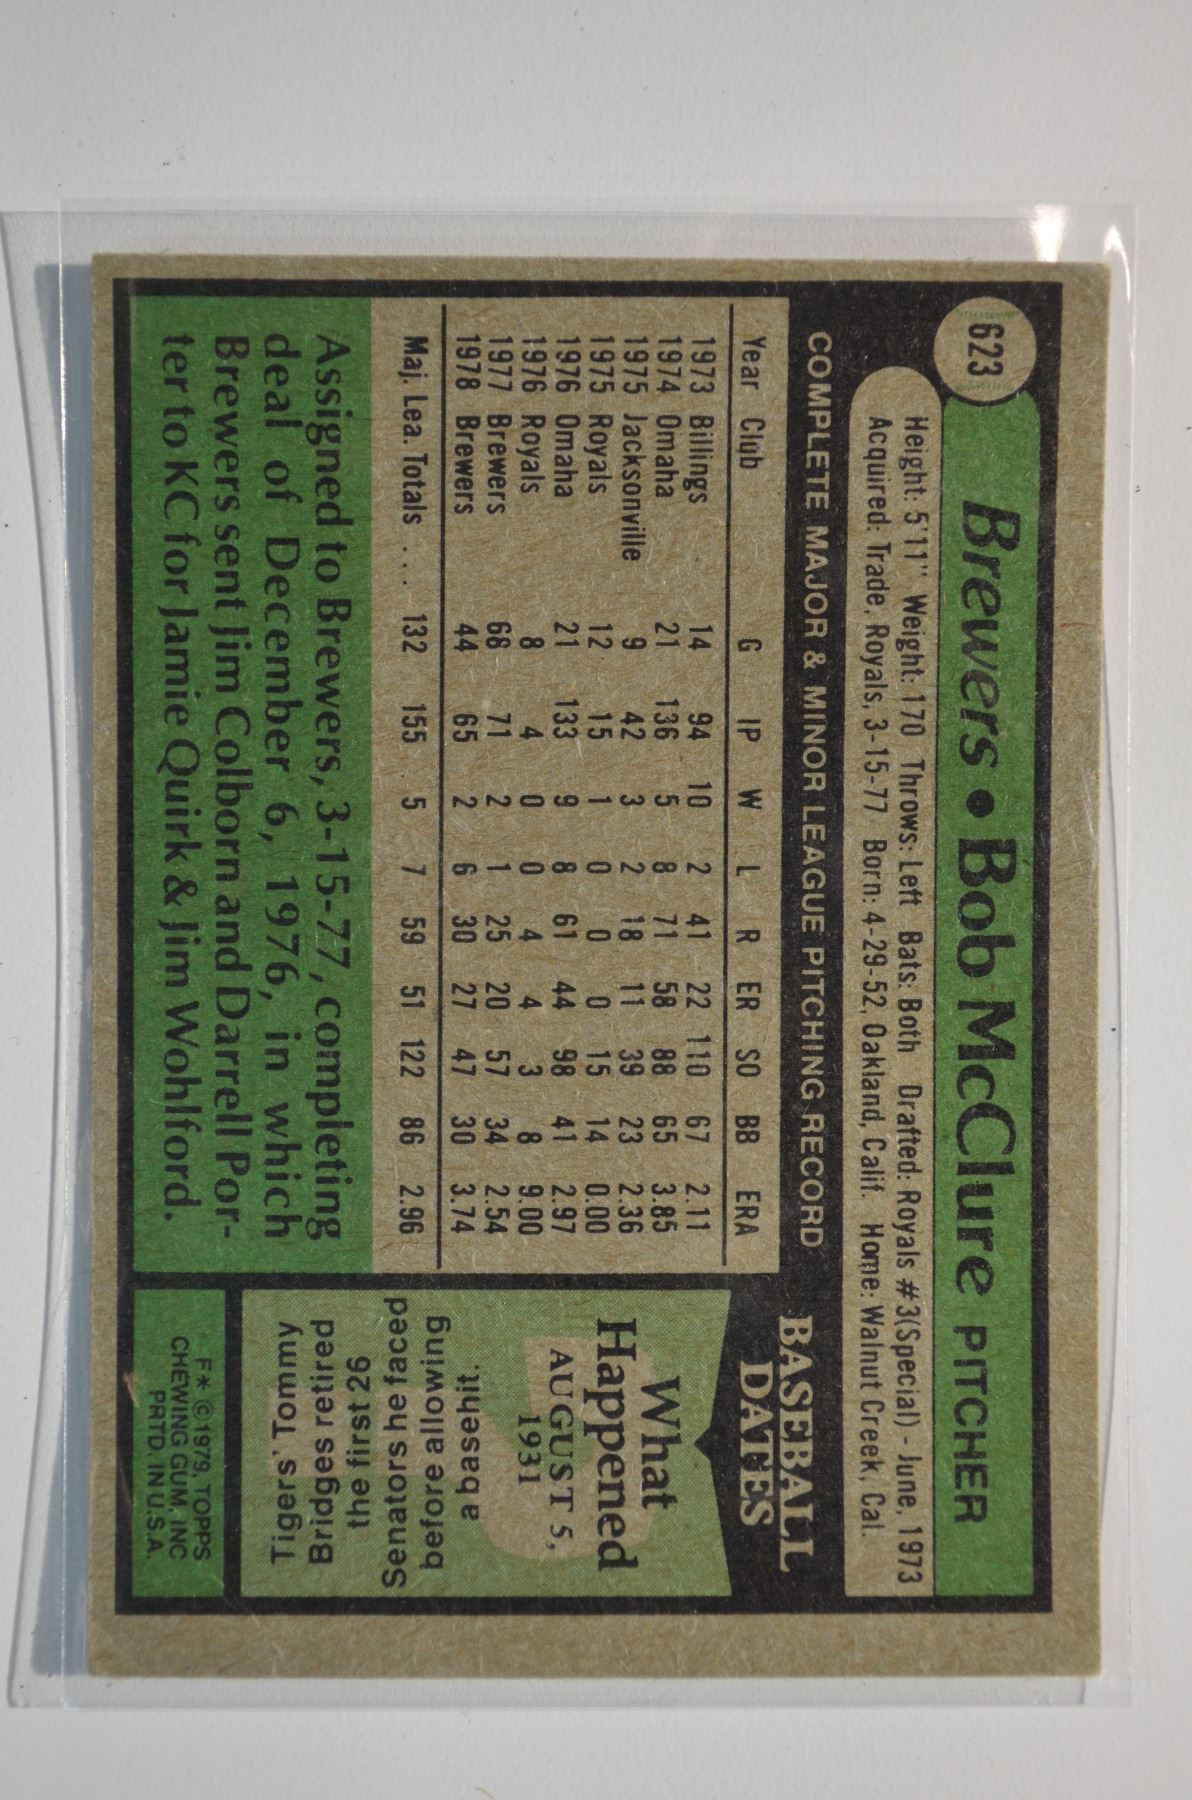 623
Brewers • Bob McClure PITCHER
Height: 5'11" Weight: 170 Throws: Left Bats: Both Drafted: Royals #3(Special) - June, 1973
Acquired: Trade, Royals, 3-15-77 Born: 4-29-52, Oakland, Calif. Home: Walnut Creek, Cal.
COMPLETE MAJOR & MINOR LEAGUE PITCHING RECORD
Year Club G IP W L R ER SO BB ERA
1973 Billings 14 94 10 2 41 22 110 67 2.11
1974 Omaha 21 136 5 8 71 58 88 65 3.85
1975 Jacksonville 9 42 3 2 18 11 39 23 2.36
1975 Royals 12 15 1 0 0 0 15 14 0.00
1976 Omaha 21 133 9 8 61 44 98 41 2.97
1976 Royals 8 4 0 0 4 4 3 8 9.00
1977 Brewers 68 71 2 1 25 20 57 34 2.54
1978 Brewers 44 65 2 6 30 27 47 30 3.74
Maj. Lea. Totals . . . 132 155 5 7 59 51 122 86 2.96
Assigned to Brewers, 3-15-77, completing
deal of December 6, 1976, in which
Brewers sent Jim Colborn and Darrell Por-
ter to KC for Jamie Quirk & Jim Wohlford.
BASEBALL
DATES
What
Happened
AUGUST 5,
1931
Tigers' Tommy
Bridges retired
the first 26
Senators he faced
before allowing
a basehit.
F* ©1979, TOPPS
CHEWING GUM, INC
PRTD. IN U.S.A.